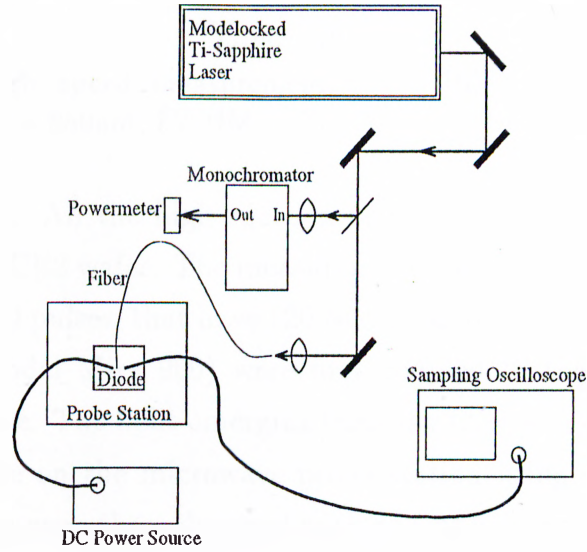 Modelocked
Ti-Sapphire
Laser
Monochromator
Powermeter
Out In
Fiber
Diode
Probe Station
Sampling Oscilloscope
DC Power Source